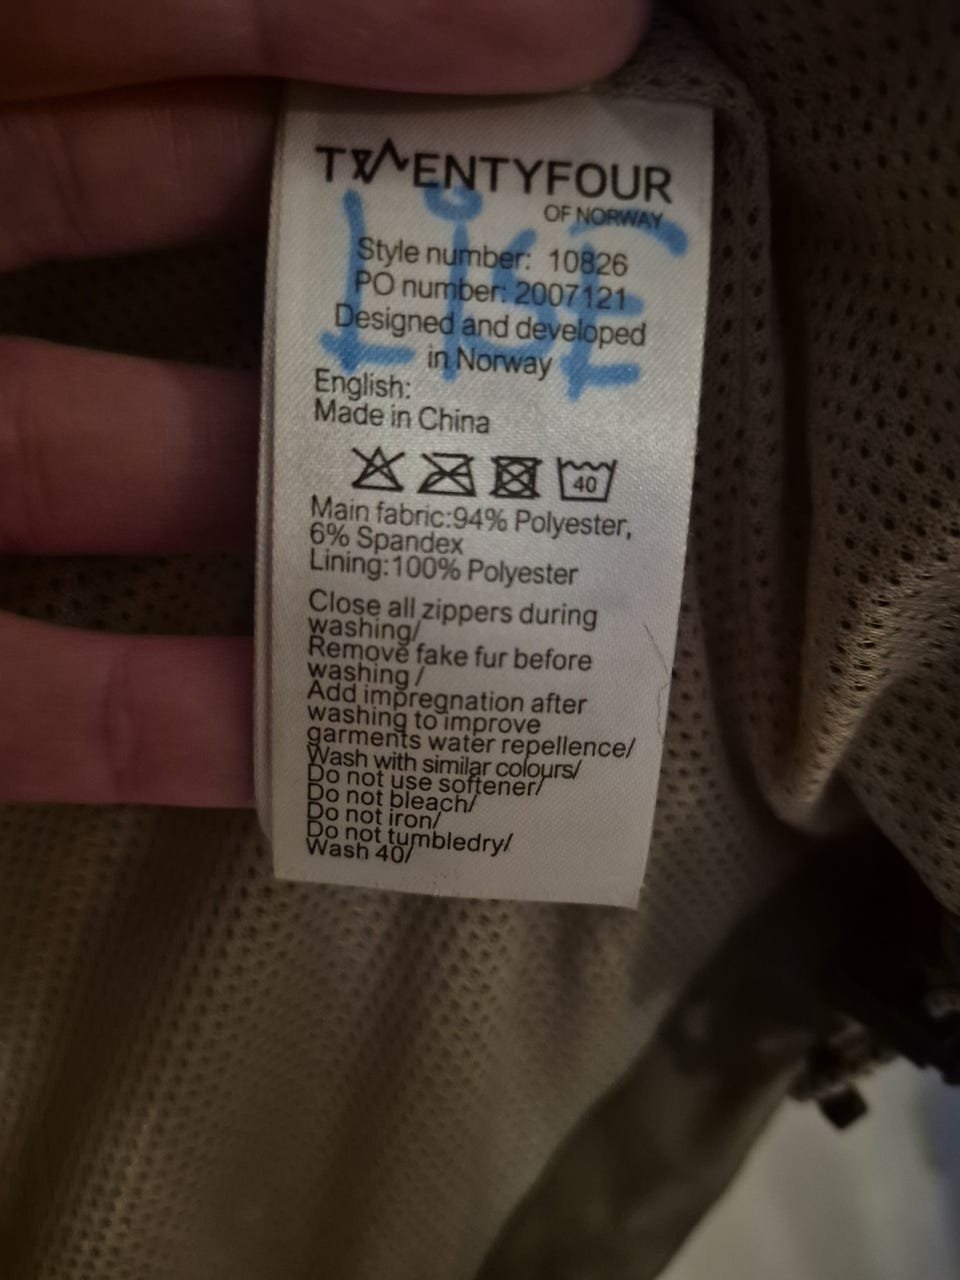 TWENTYFOUR
OF NORWAY
Style number: 10826
PO number: 2007121
Designed and developed
in Norway
English:
Made in China
40
Main fabric:94% Polyester,
6% Spandex
Lining:100% Polyester
Close all zippers during
washing/
Remove fake fur before
washing /
Add impregnation after
washing to improve
garments water repellence/
Wash with similar colours/
Do not use softener/
Do not bleach/
Do not iron/
Do not tumbledry/
Wash 40/